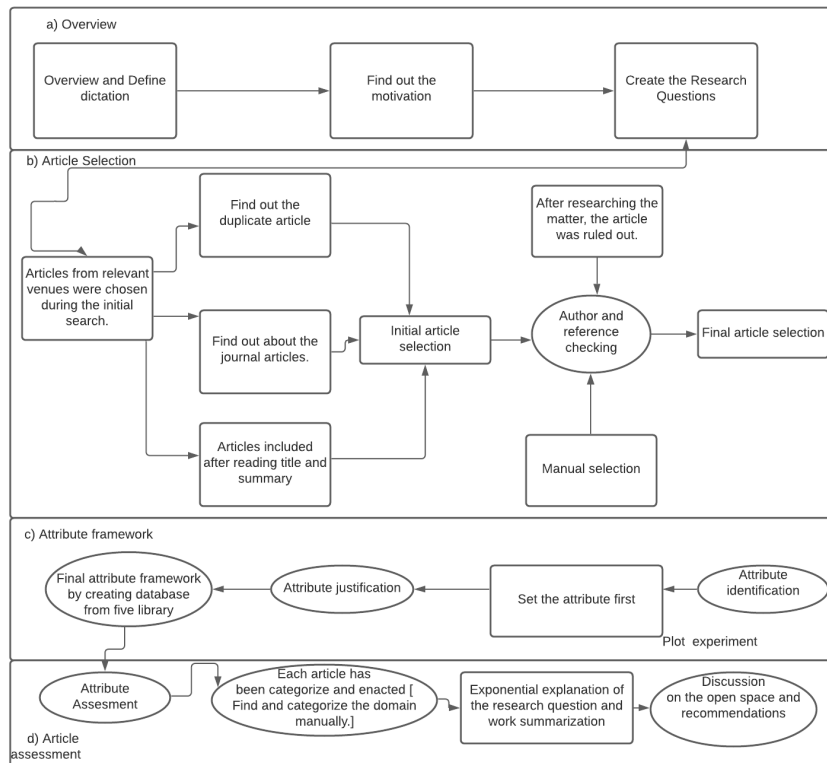 a) Overview
Overview and Define
dictation
Find out the
motivation
Create the Research
Questions
b) Article Selection
Articles from relevant
venues were chosen
during the initial
search.
Find out the
duplicate article
Find out about the
journal articles.
Articles included
after reading title and
summary
Initial article
selection
After researching the
matter, the article
was ruled out.
Author and
reference
checking
Manual selection
Final article selection
c) Attribute framework
Final attribute framework
by creating database
from five library
Attribute justification
Set the attribute first
Attribute
identification
Plot experiment
Attribute
Assesment
Each article has
been categorize and enacted [
Find and categorize the domain
manually.]
Exponential explanation of
the research question and
work summarization
Discussion
on the open space and
recommendations
d) Article
assessment